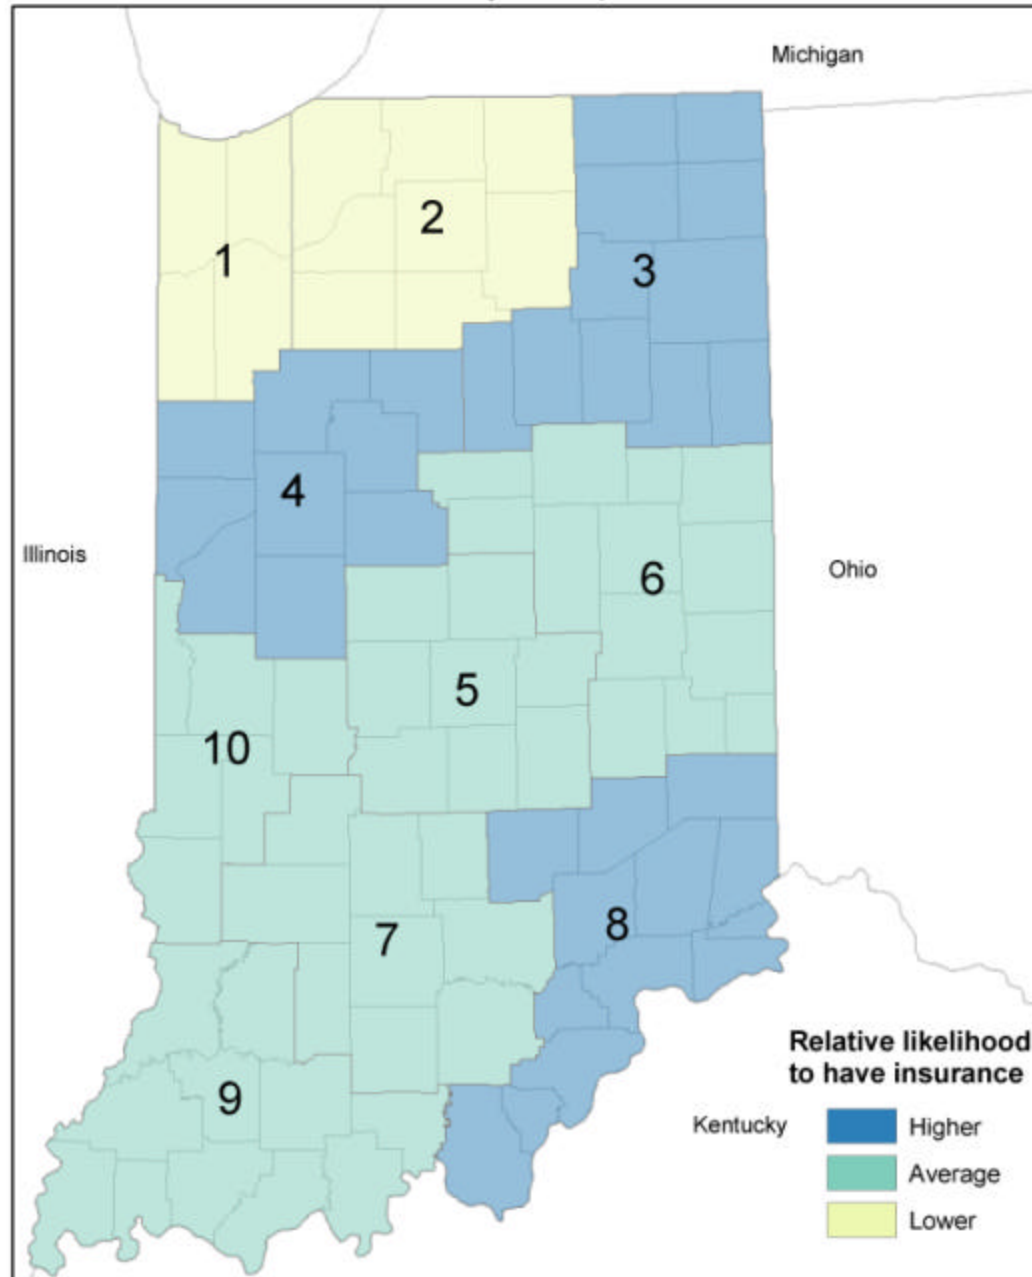 Michigan
2
1
3
4
Illinois
6
Ohio
5
10
8
7
Relative likelihood
to have insurance
9
Kentucky
Higher
Average
Lower